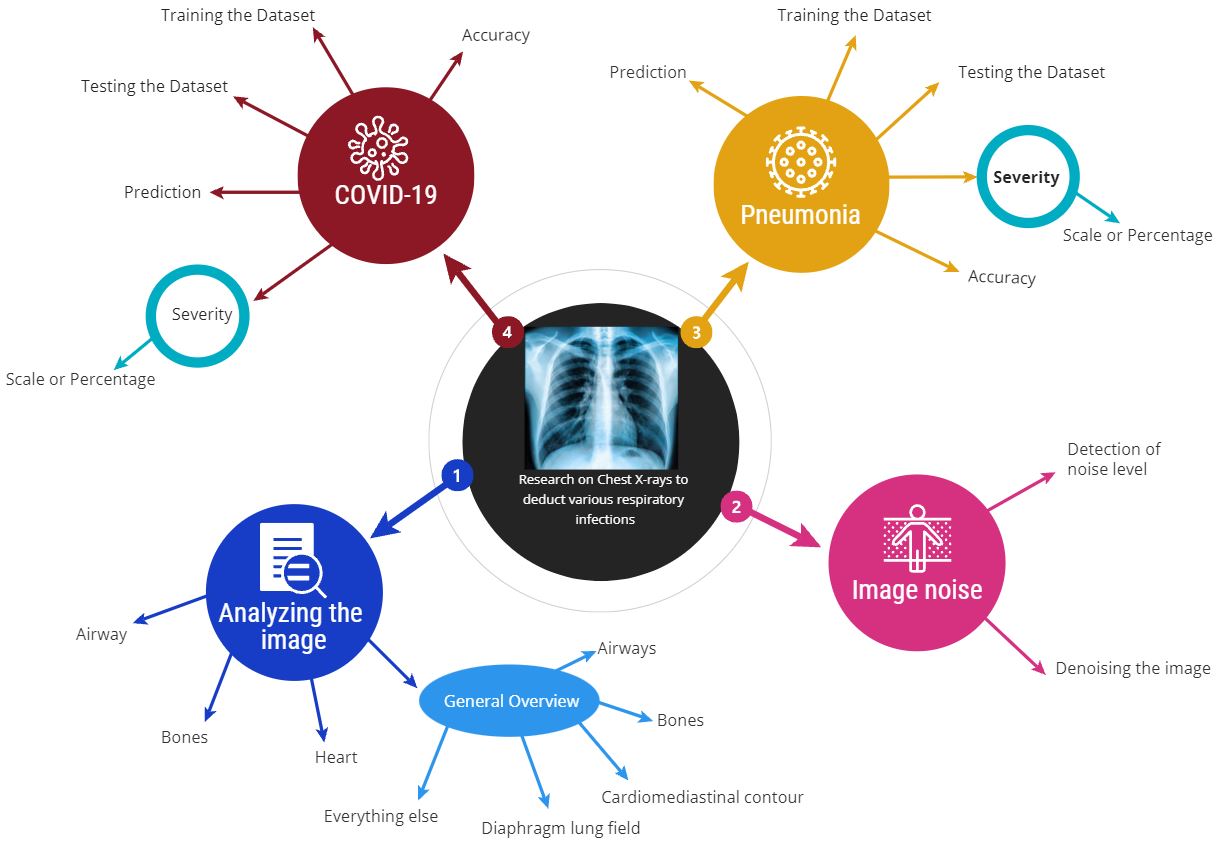 Training the Dataset
Accuracy
Testing the Dataset
Prediction
COVID-19
Severity
Scale or Percentage
Training the Dataset
Prediction
Testing the Dataset
Severity
Pneumonia
Scale or Percentage
Accuracy
4
3
1
2
Research on Chest X-rays to
deduct various respiratory
infections
Detection of
noise level
Image noise
Denoising the image
Analyzing the
image
Airway
Bones
Heart
General Overview
Airways
Bones
Cardiomediastinal contour
Diaphragm lung field
Everything else